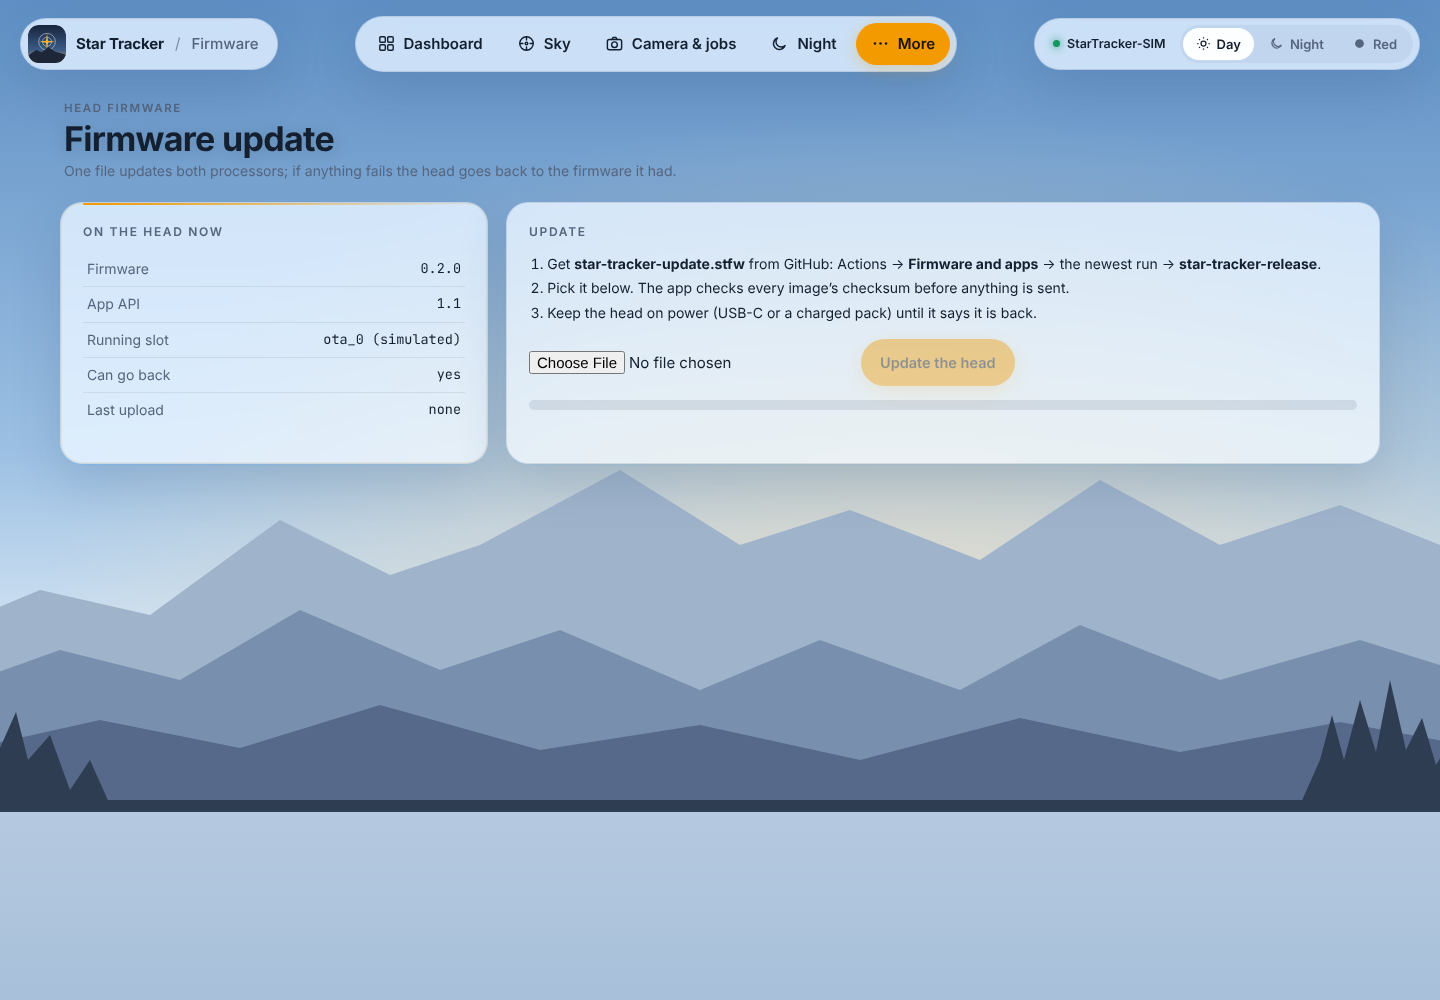 Star Tracker / Firmware
Dashboard
Sky
Camera & jobs
Night
More
StarTracker-SIM
Day
Night
Red
HEAD FIRMWARE
Firmware update
One file updates both processors; if anything fails the head goes back to the firmware it had.
ON THE HEAD NOW
Firmware 0.2.0
App API 1.1
Running slot ota_0 (simulated)
Can go back yes
Last upload none
UPDATE
1. Get star-tracker-update.stfw from GitHub: Actions → Firmware and apps → the newest run → star-tracker-release.
2. Pick it below. The app checks every image’s checksum before anything is sent.
3. Keep the head on power (USB-C or a charged pack) until it says it is back.
Choose File No file chosen
Update the head